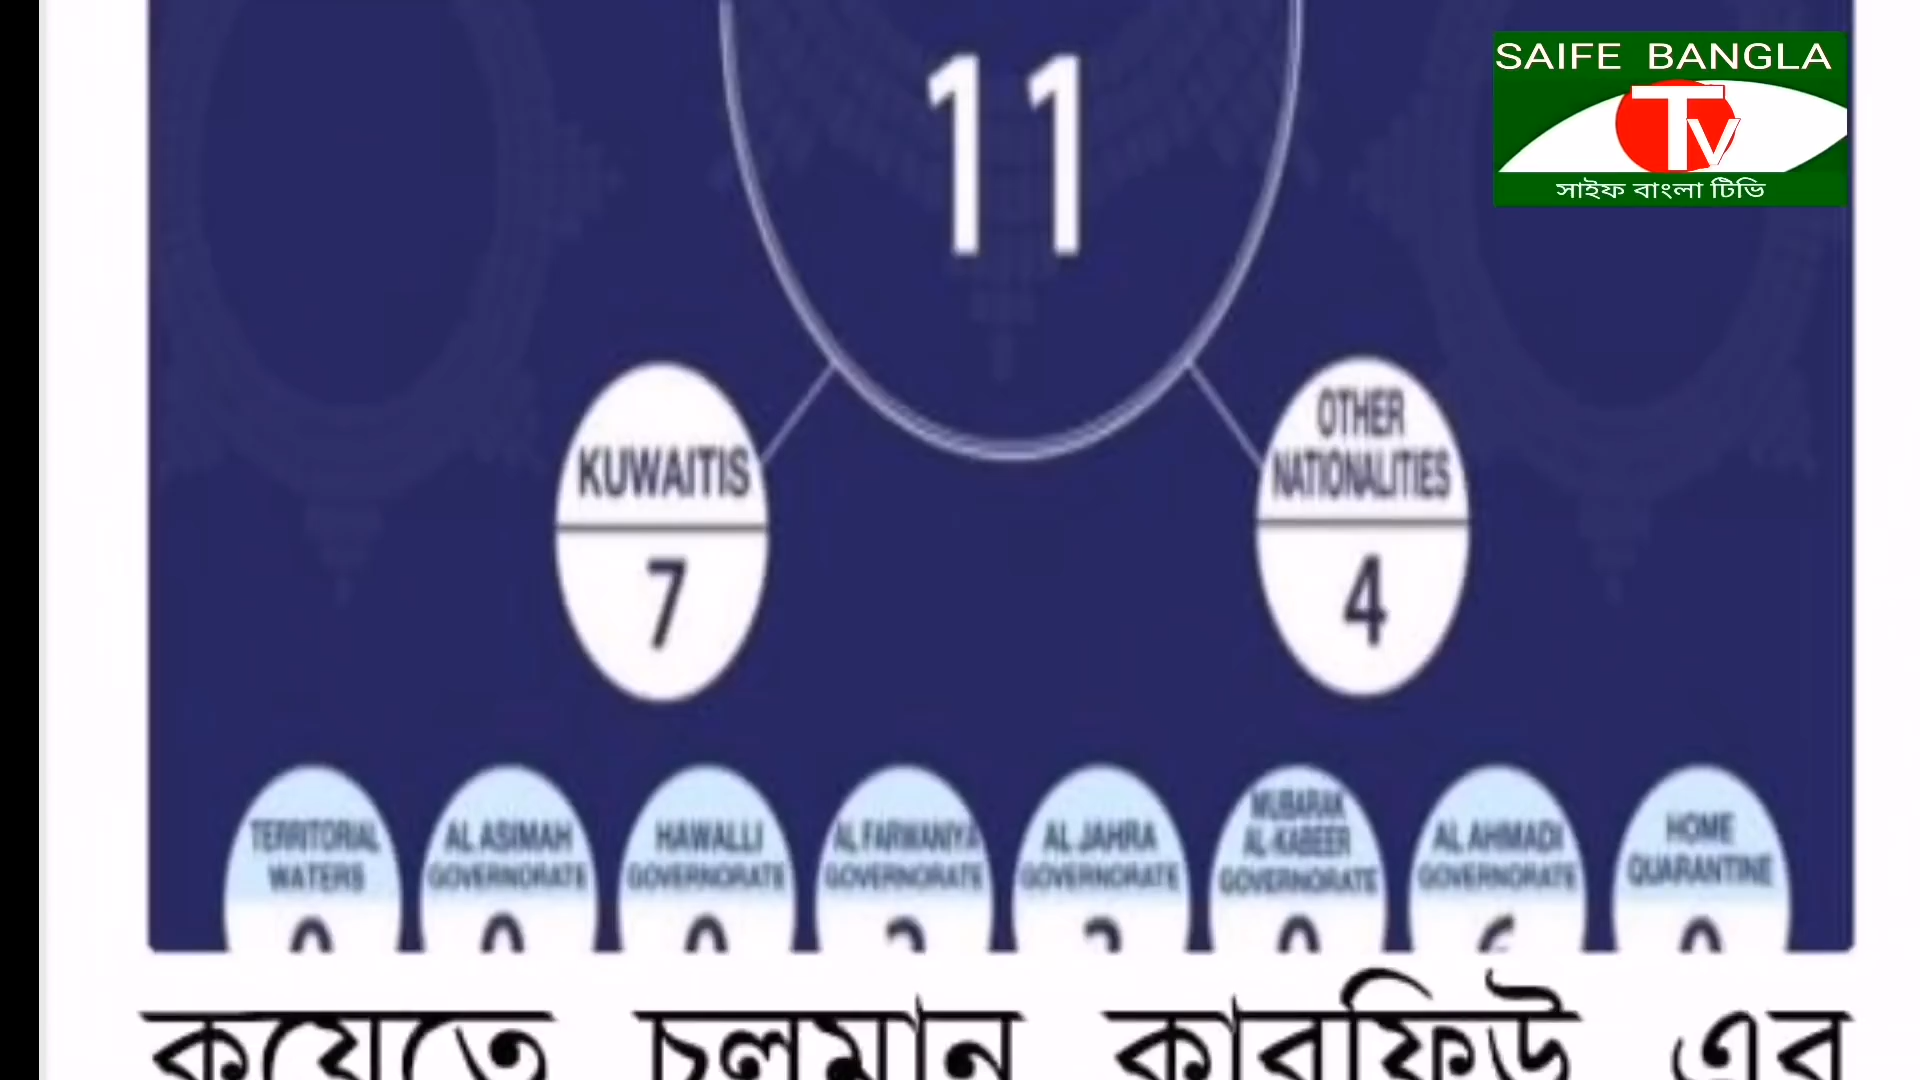 SAIFE BANGLA
TV
সাইফ বাংলা টিভি
11
KUWAITIS
7
OTHER
NATIONALITIES
4
TERRITORIAL
WATERS
AL ASIMAH
GOVERNORATE
HAWALLI
GOVERNORATE
AL FARWANIYA
GOVERNORATE
AL JAHRA
GOVERNORATE
MUBARAK
AL-KABEER
GOVERNORATE
AL AHMADI
GOVERNORATE
HOME
QUARANTINE
চলমান কারফিউ এর